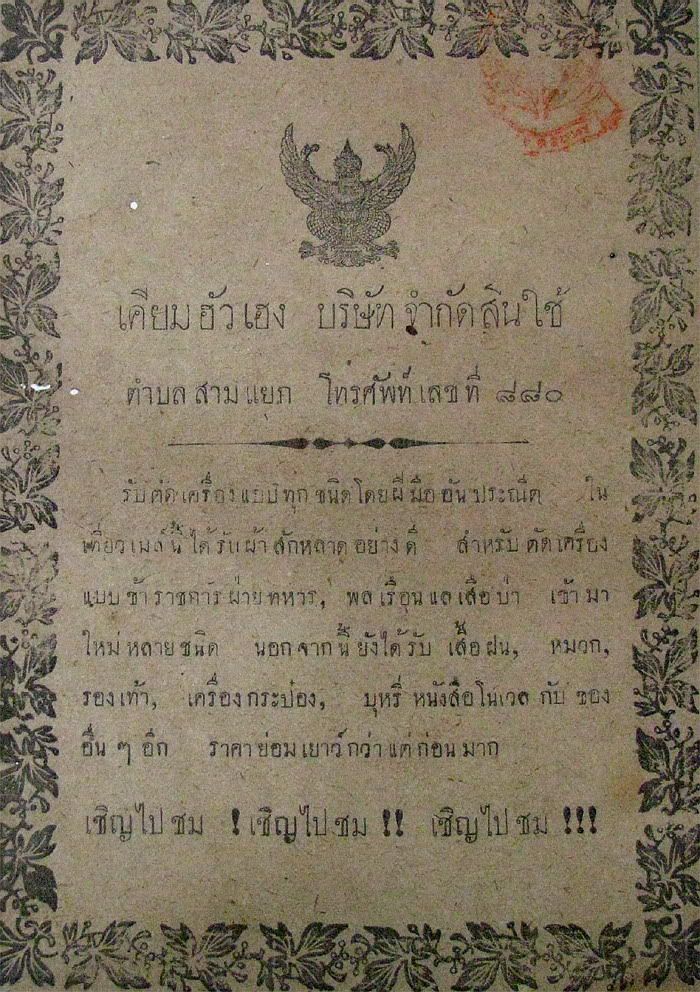 เคียมฮัวเฮง บริษัทจำกัดสินใช้
ตำบลสามแยก โทรศัพท์เลขที่ ๘๘๐
รับตัดเครื่องแบบทุกชนิดโดยฝีมืออันประณีต ใน
เที่ยวเมล์นี้ได้รับผ้าสักหลาดอย่างดี สำหรับตัดเครื่อง
แบบข้าราชการฝ่ายทหาร, พลเรือนแลเสือป่า เข้ามา
ใหม่หลายชนิด นอกจากนี้ยังได้รับ เสื้อฝน, หมวก,
รองเท้า, เครื่องกระป๋อง, บุหรี่ หนังสือโนเวล กับของ
อื่น ๆ อีก ราคาย่อมเยาว์กว่าแต่ก่อนมาก
เชิญไปชม ! เชิญไปชม !! เชิญไปชม !!!